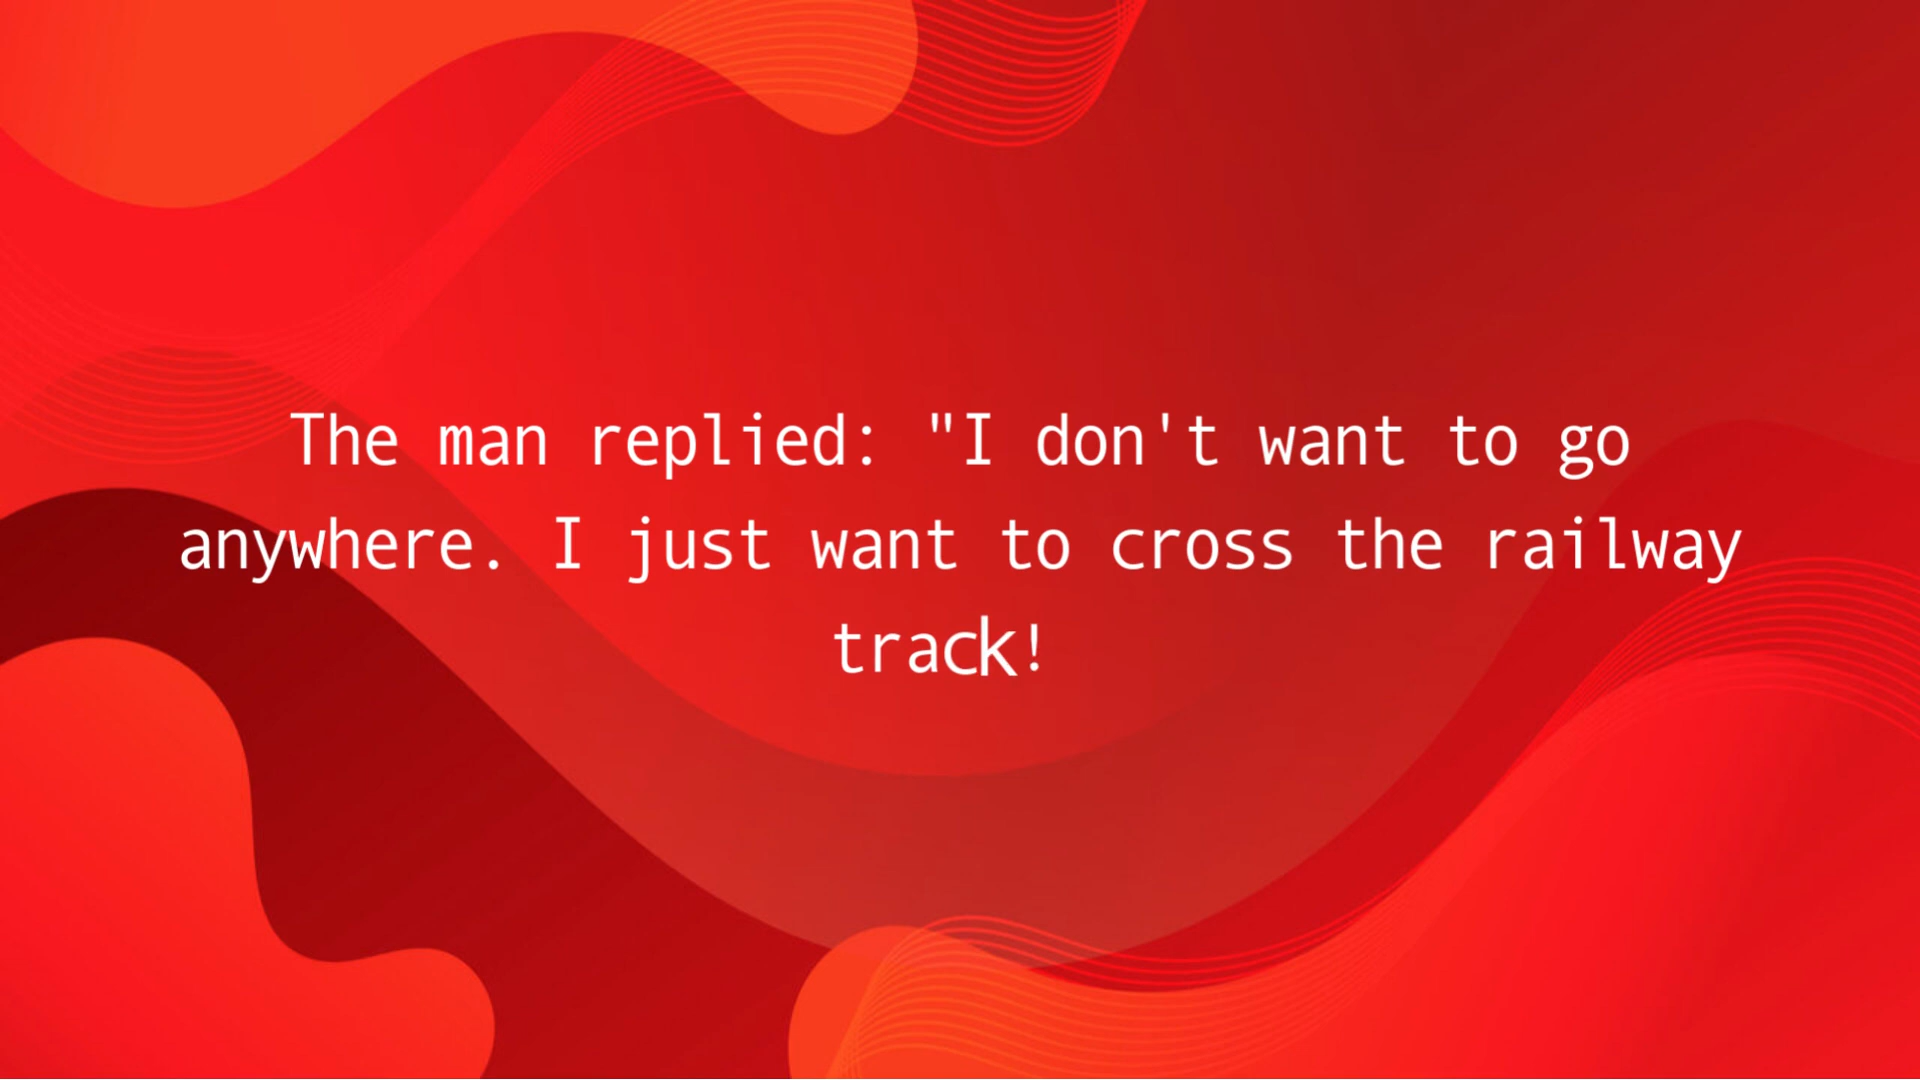 The man replied: "I don't want to go
anywhere. I just want to cross the railway
track!